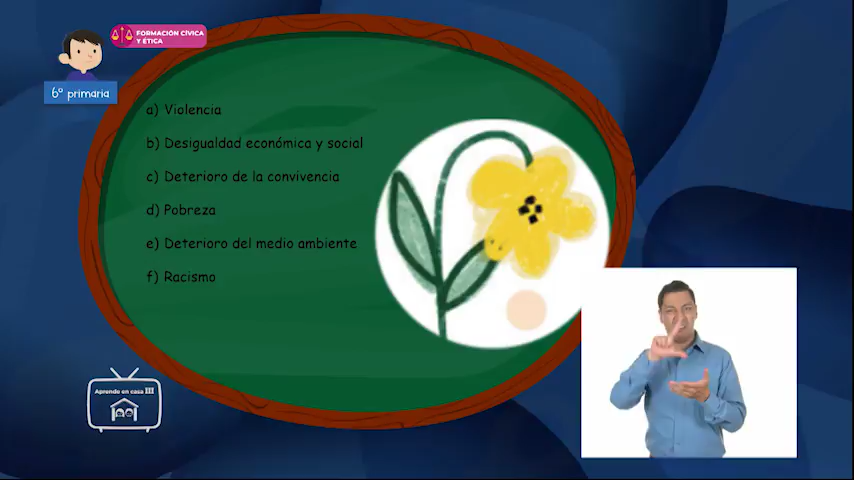 FORMACIÓN CÍVICA
Y ÉTICA
6° primaria
a) Violencia
b) Desigualdad económica y social
c) Deterioro de la convivencia
d) Pobreza
e) Deterioro del medio ambiente
f) Racismo
Aprende en casa III